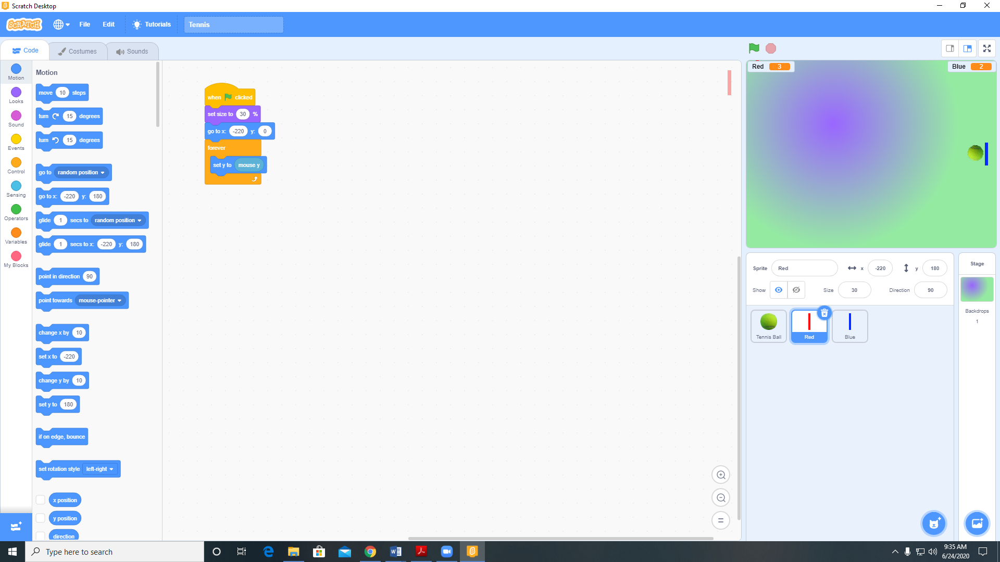 Scratch Desktop
SCRATCH File Edit Tutorials Tennis
Code Costumes Sounds
Motion
Looks
Sound
Events
Control
Sensing
Operators
Variables
My Blocks
Motion
move 10 steps
turn 15 degrees
turn 15 degrees
go to random position
go to x: -220 y: 180
glide 1 secs to random position
glide 1 secs to x: -220 y: 180
point in direction 90
point towards mouse-pointer
change x by 10
set x to -220
change y by 10
set y to 180
if on edge, bounce
set rotation style left-right
x position
y position
direction
when clicked
set size to 30 %
go to x: -220 y: 0
forever
set y to mouse y
Red 3 Blue 2
Sprite Red x -220 y 180
Show Size 30 Direction 90
Tennis Ball Red Blue
Stage
Backdrops
1
Type here to search
9:35 AM
6/24/2020